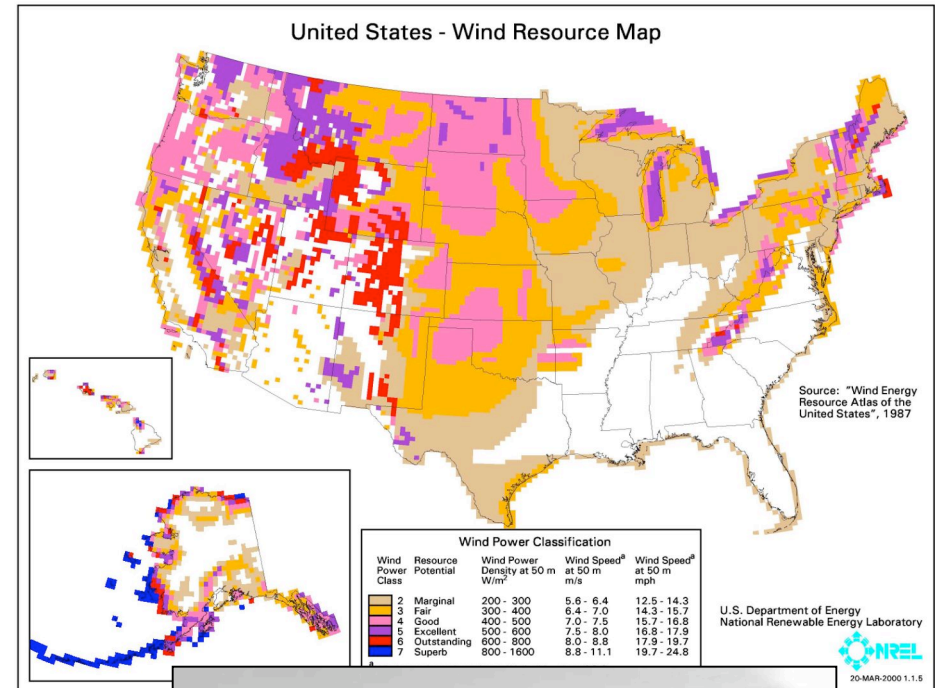 United States - Wind Resource Map
Source: "Wind Energy
Resource Atlas of the
United States", 1987
Wind Power Classification
Wind Power Class Resource Potential Wind Power Density at 50 m W/m² Wind Speedª at 50 m m/s Wind Speedª at 50 m mph
2 Marginal 200 - 300 5.6 - 6.4 12.5 - 14.3
3 Fair 300 - 400 6.4 - 7.0 14.3 - 15.7
4 Good 400 - 500 7.0 - 7.5 15.7 - 16.8
5 Excellent 500 - 600 7.5 - 8.0 16.8 - 17.9
6 Outstanding 600 - 800 8.0 - 8.8 17.9 - 19.7
7 Superb 800 - 1600 8.8 - 11.1 19.7 - 24.8
a
U.S. Department of Energy
National Renewable Energy Laboratory
NREL
20-MAR-2000 1.1.5